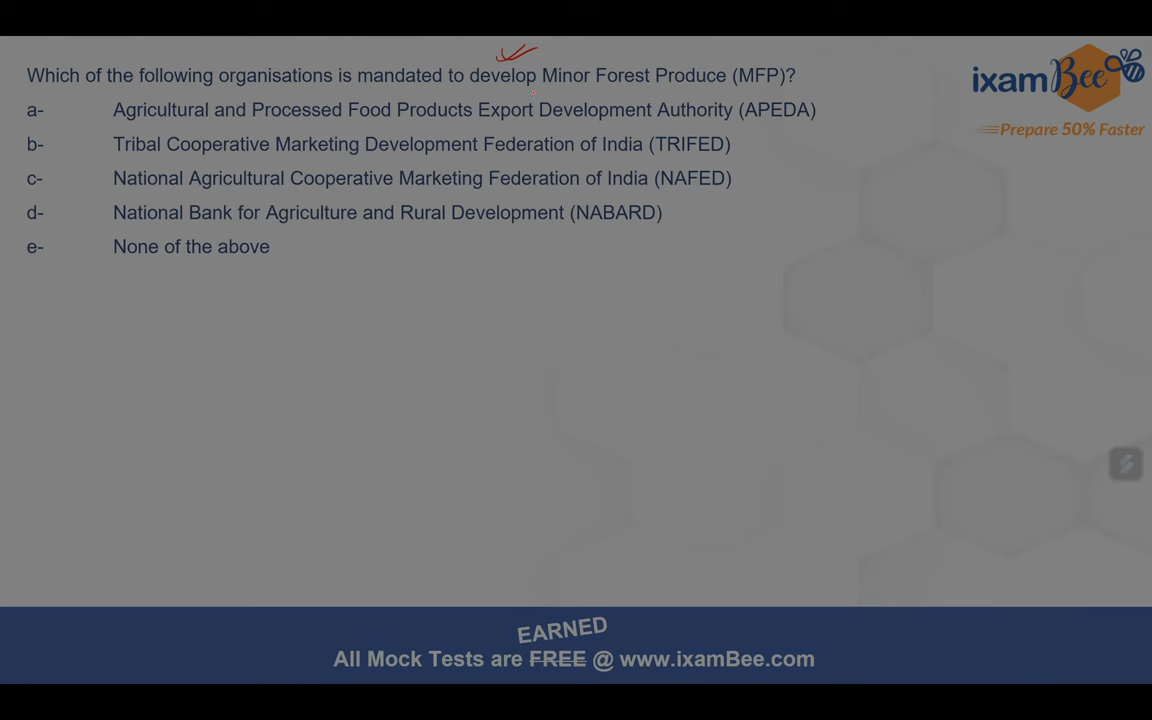 Which of the following organisations is mandated to develop Minor Forest Produce (MFP)?
a- Agricultural and Processed Food Products Export Development Authority (APEDA)
b- Tribal Cooperative Marketing Development Federation of India (TRIFED)
c- National Agricultural Cooperative Marketing Federation of India (NAFED)
d- National Bank for Agriculture and Rural Development (NABARD)
e- None of the above
ixamBee
Prepare 50% Faster
EARNED
All Mock Tests are FREE @ www.ixamBee.com